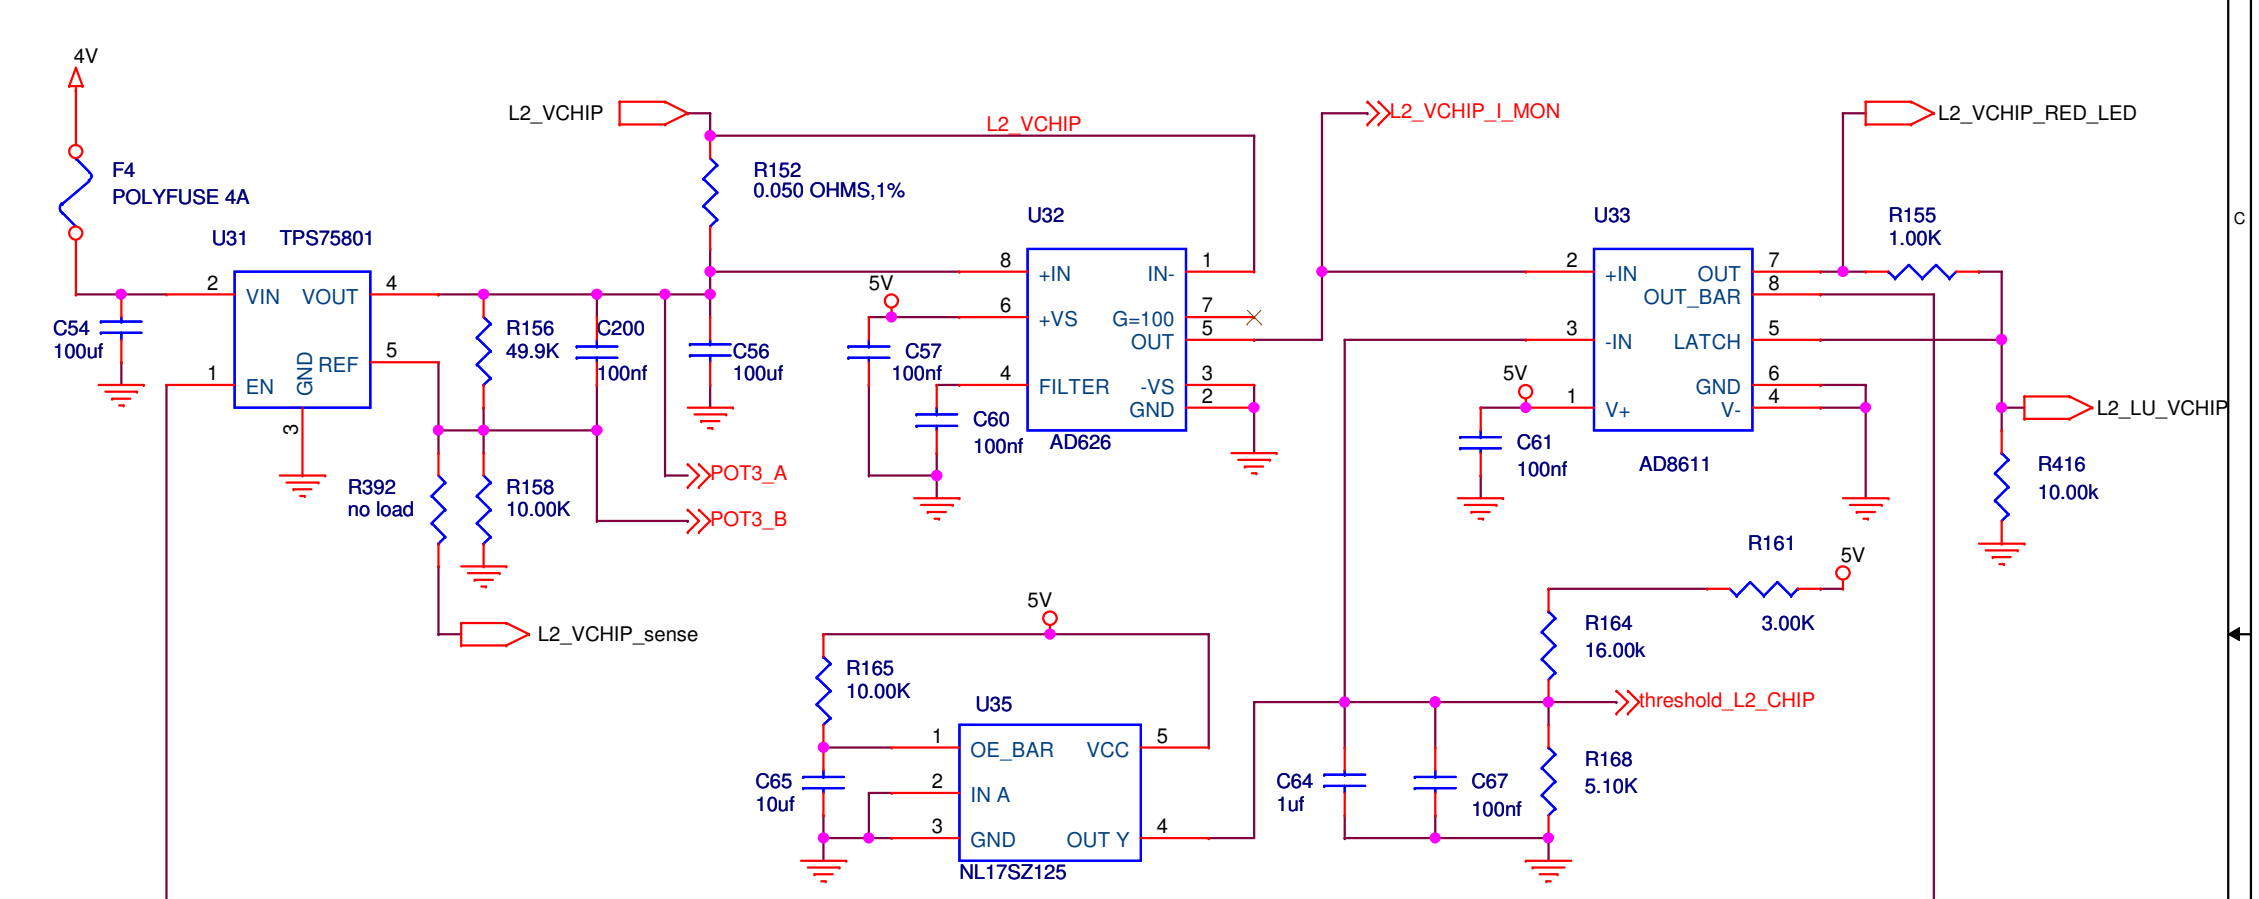 4V
F4
POLYFUSE 4A
U31
TPS75801
2
VIN
VOUT
4
C54
100uf
GND
REF
5
1
EN
3
R156
49.9K
C200
100nf
C56
100uf
R392
no load
R158
10.00K
POT3_A
POT3_B
L2_VCHIP_sense
L2_VCHIP
L2_VCHIP
R152
0.050 OHMS,1%
U32
8
+IN
IN-
1
5V
6
+VS
G=100
7
OUT
5
C57
100nf
4
FILTER
-VS
3
GND
2
C60
100nf
AD626
L2_VCHIP_I_MON
L2_VCHIP_RED_LED
U33
R155
1.00K
2
+IN
OUT
7
OUT_BAR
8
3
-IN
LATCH
5
5V
GND
6
1
V+
V-
4
L2_LU_VCHIP
C61
100nf
AD8611
R416
10.00k
C
R161
5V
3.00K
R164
16.00k
threshold_L2_CHIP
R168
5.10K
C64
1uf
C67
100nf
5V
R165
10.00K
U35
1
OE_BAR
VCC
5
C65
10uf
2
IN A
3
GND
OUT Y
4
NL17SZ125